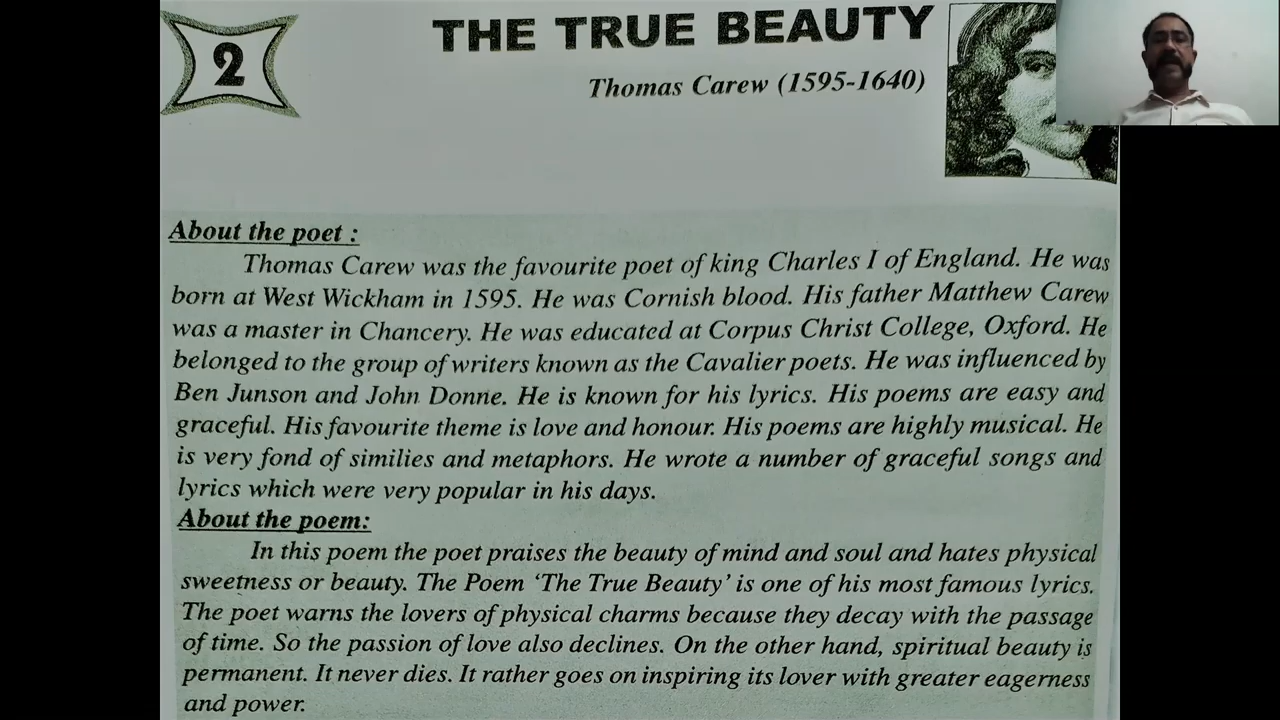 2
THE TRUE BEAUTY
Thomas Carew (1595-1640)
About the poet :
Thomas Carew was the favourite poet of king Charles I of England. He was
born at West Wickham in 1595. He was Cornish blood. His father Matthew Carew
was a master in Chancery. He was educated at Corpus Christ College, Oxford. He
belonged to the group of writers known as the Cavalier poets. He was influenced by
Ben Junson and John Donne. He is known for his lyrics. His poems are easy and
graceful. His favourite theme is love and honour. His poems are highly musical. He
is very fond of similies and metaphors. He wrote a number of graceful songs and
lyrics which were very popular in his days.
About the poem:
In this poem the poet praises the beauty of mind and soul and hates physical
sweetness or beauty. The Poem ‘The True Beauty’ is one of his most famous lyrics.
The poet warns the lovers of physical charms because they decay with the passage
of time. So the passion of love also declines. On the other hand, spiritual beauty is
permanent. It never dies. It rather goes on inspiring its lover with greater eagerness
and power.